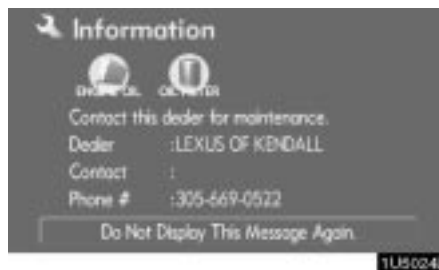 Information
ENGINE OIL OIL FILTER
Contact this dealer for maintenance.
Dealer :LEXUS OF KENDALL
Contact :
Phone # :305-669-0522
Do Not Display This Message Again.
1U5024